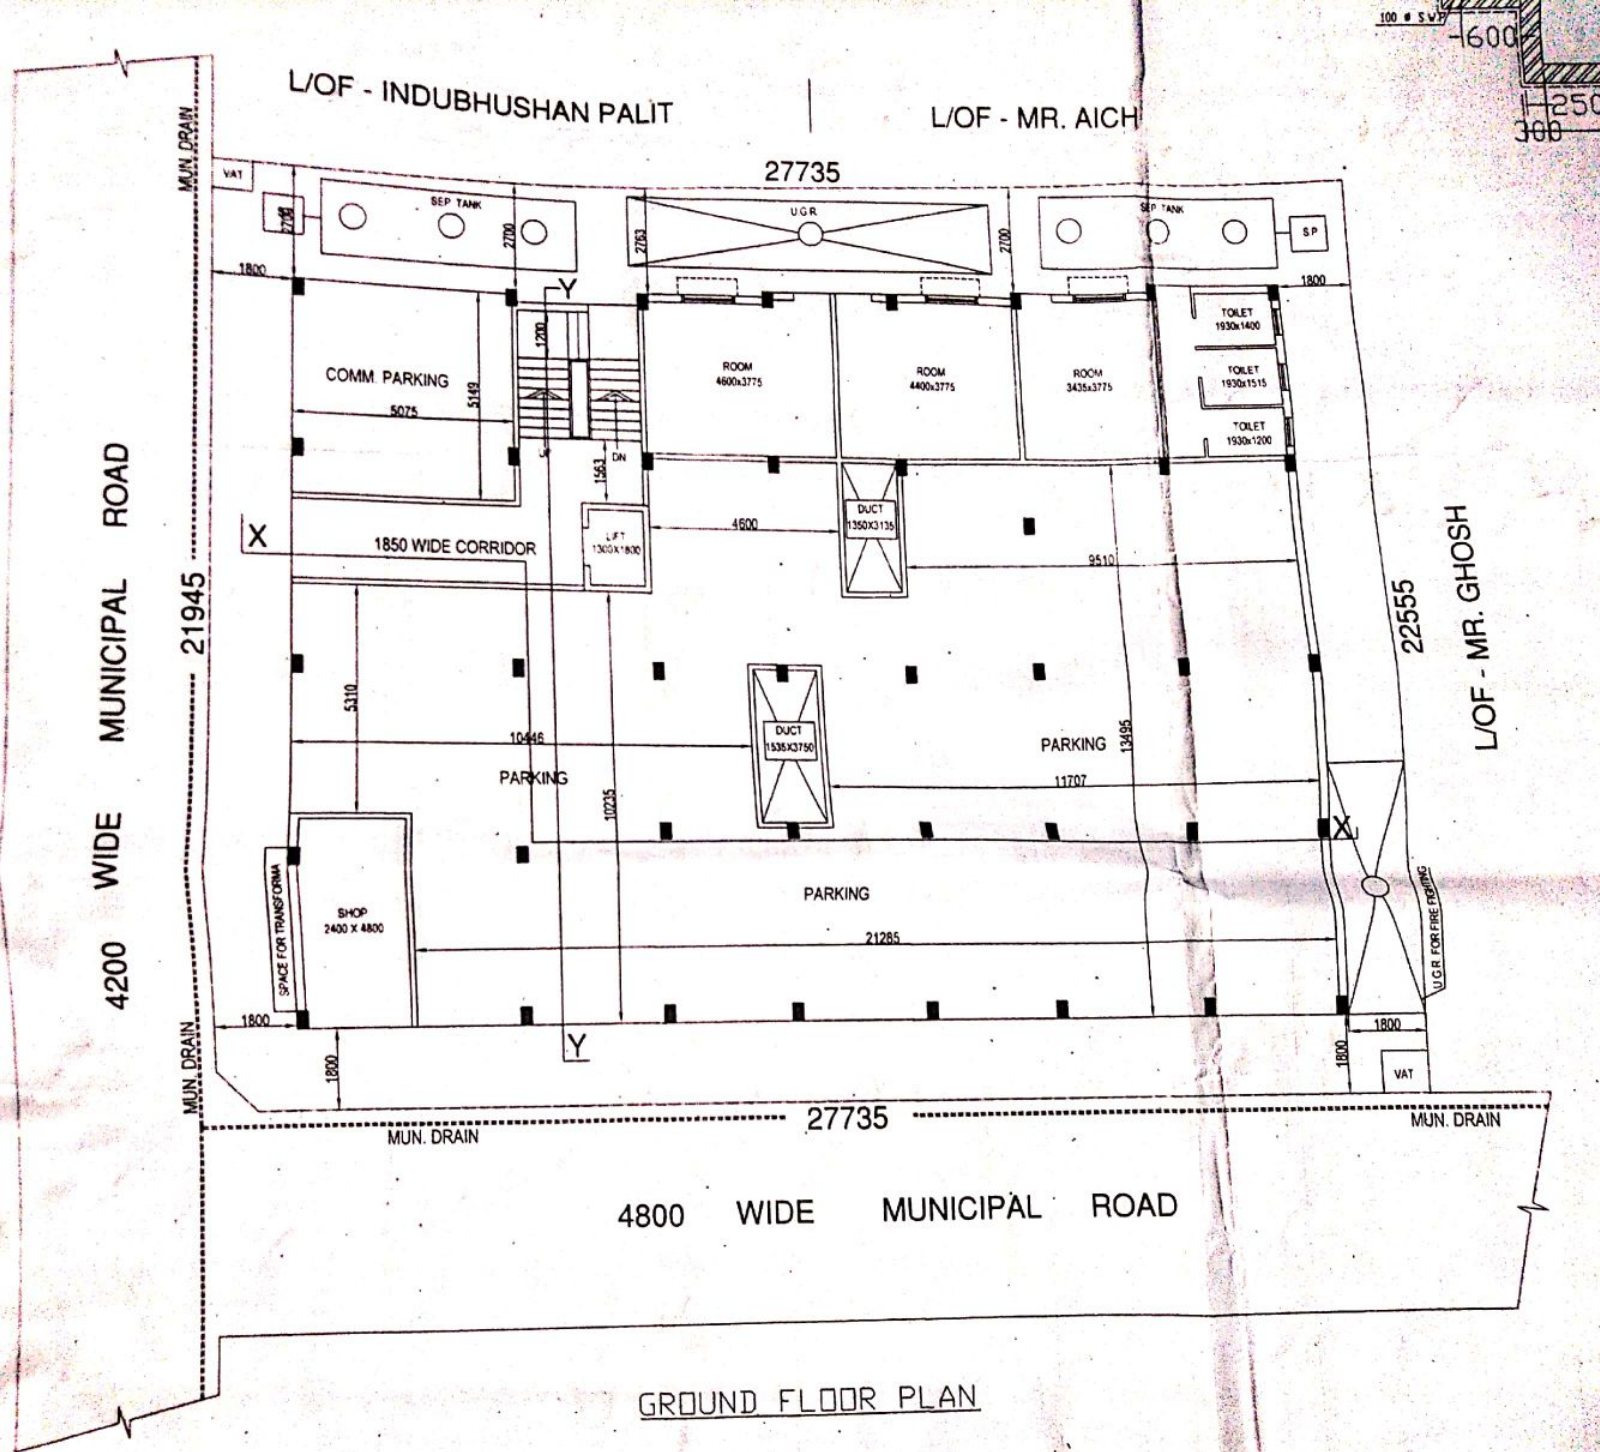 100 ø S.W.P
600
250
300
L/OF - INDUBHUSHAN PALIT
L/OF - MR. AICH
27735
MUN. DRAIN
VAT
SEP TANK
U G R
SEP TANK
SP
2700
2763
2700
1800
1800
Y
1200
COMM. PARKING
5075
5149
ROOM
4600x3775
ROOM
4400x3775
ROOM
3435x3775
TOILET
1930x1400
TOILET
1930x1515
TOILET
1930x1200
DN
1563
X
1850 WIDE CORRIDOR
LIFT
1300X1800
4600
DUCT
1350X3135
9510
4200 WIDE MUNICIPAL ROAD
21945
22555
L/OF - MR. GHOSH
5310
10446
DUCT
1535X3750
PARKING
PARKING
13495
11707
10235
X
SPACE FOR TRANSFORMA
SHOP
2400 X 4800
PARKING
21285
U.G.R. FOR FIRE FIGHTING
1800
1800
Y
1800
1800
VAT
MUN. DRAIN
27735
MUN. DRAIN
MUN. DRAIN
4800 WIDE MUNICIPAL ROAD
GROUND FLOOR PLAN